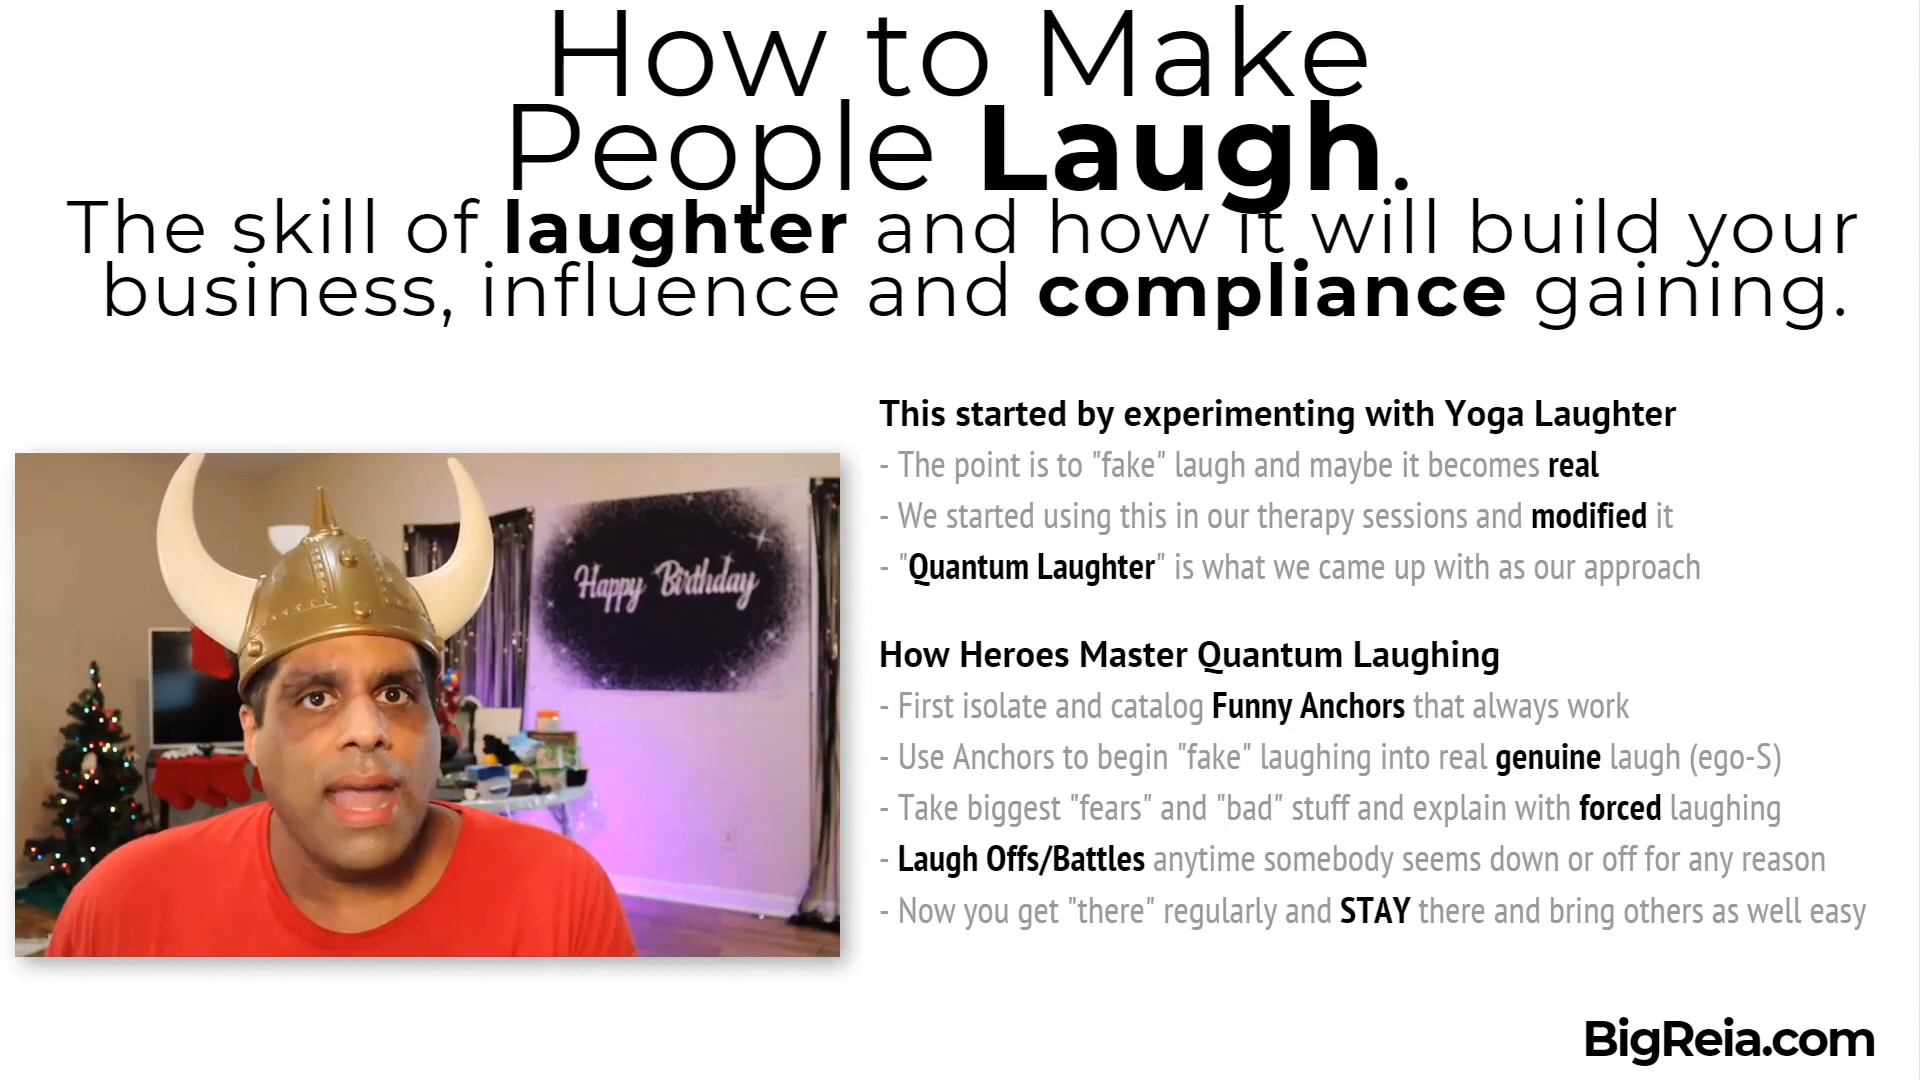 How to Make
People Laugh.
The skill of laughter and how it will build your
business, influence and compliance gaining.
This started by experimenting with Yoga Laughter
- The point is to "fake" laugh and maybe it becomes real
- We started using this in our therapy sessions and modified it
- "Quantum Laughter" is what we came up with as our approach
How Heroes Master Quantum Laughing
- First isolate and catalog Funny Anchors that always work
- Use Anchors to begin "fake" laughing into real genuine laugh (ego-S)
- Take biggest "fears" and "bad" stuff and explain with forced laughing
- Laugh Offs/Battles anytime somebody seems down or off for any reason
- Now you get "there" regularly and STAY there and bring others as well easy
Happy Birthday
BigReia.com